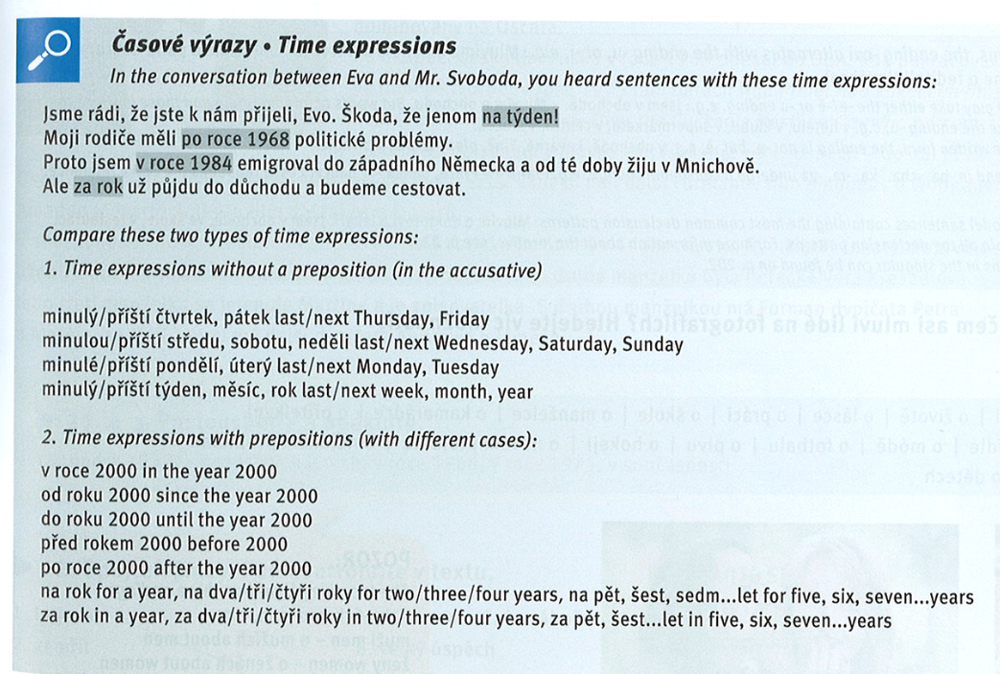 Časové výrazy • Time expressions
In the conversation between Eva and Mr. Svoboda, you heard sentences with these time expressions:
Jsme rádi, že jste k nám přijeli, Evo. Škoda, že jenom na týden!
Moji rodiče měli po roce 1968 politické problémy.
Proto jsem v roce 1984 emigroval do západního Německa a od té doby žiju v Mnichově.
Ale za rok už půjdu do důchodu a budeme cestovat.
Compare these two types of time expressions:
1. Time expressions without a preposition (in the accusative)
minulý/příští čtvrtek, pátek last/next Thursday, Friday
minulou/příští středu, sobotu, neděli last/next Wednesday, Saturday, Sunday
minulé/příští pondělí, úterý last/next Monday, Tuesday
minulý/příští týden, měsíc, rok last/next week, month, year
2. Time expressions with prepositions (with different cases):
v roce 2000 in the year 2000
od roku 2000 since the year 2000
do roku 2000 until the year 2000
před rokem 2000 before 2000
po roce 2000 after the year 2000
na rok for a year, na dva/tři/čtyři roky for two/three/four years, na pět, šest, sedm...let for five, six, seven...years
za rok in a year, za dva/tři/čtyři roky in two/three/four years, za pět, šest...let in five, six, seven...years